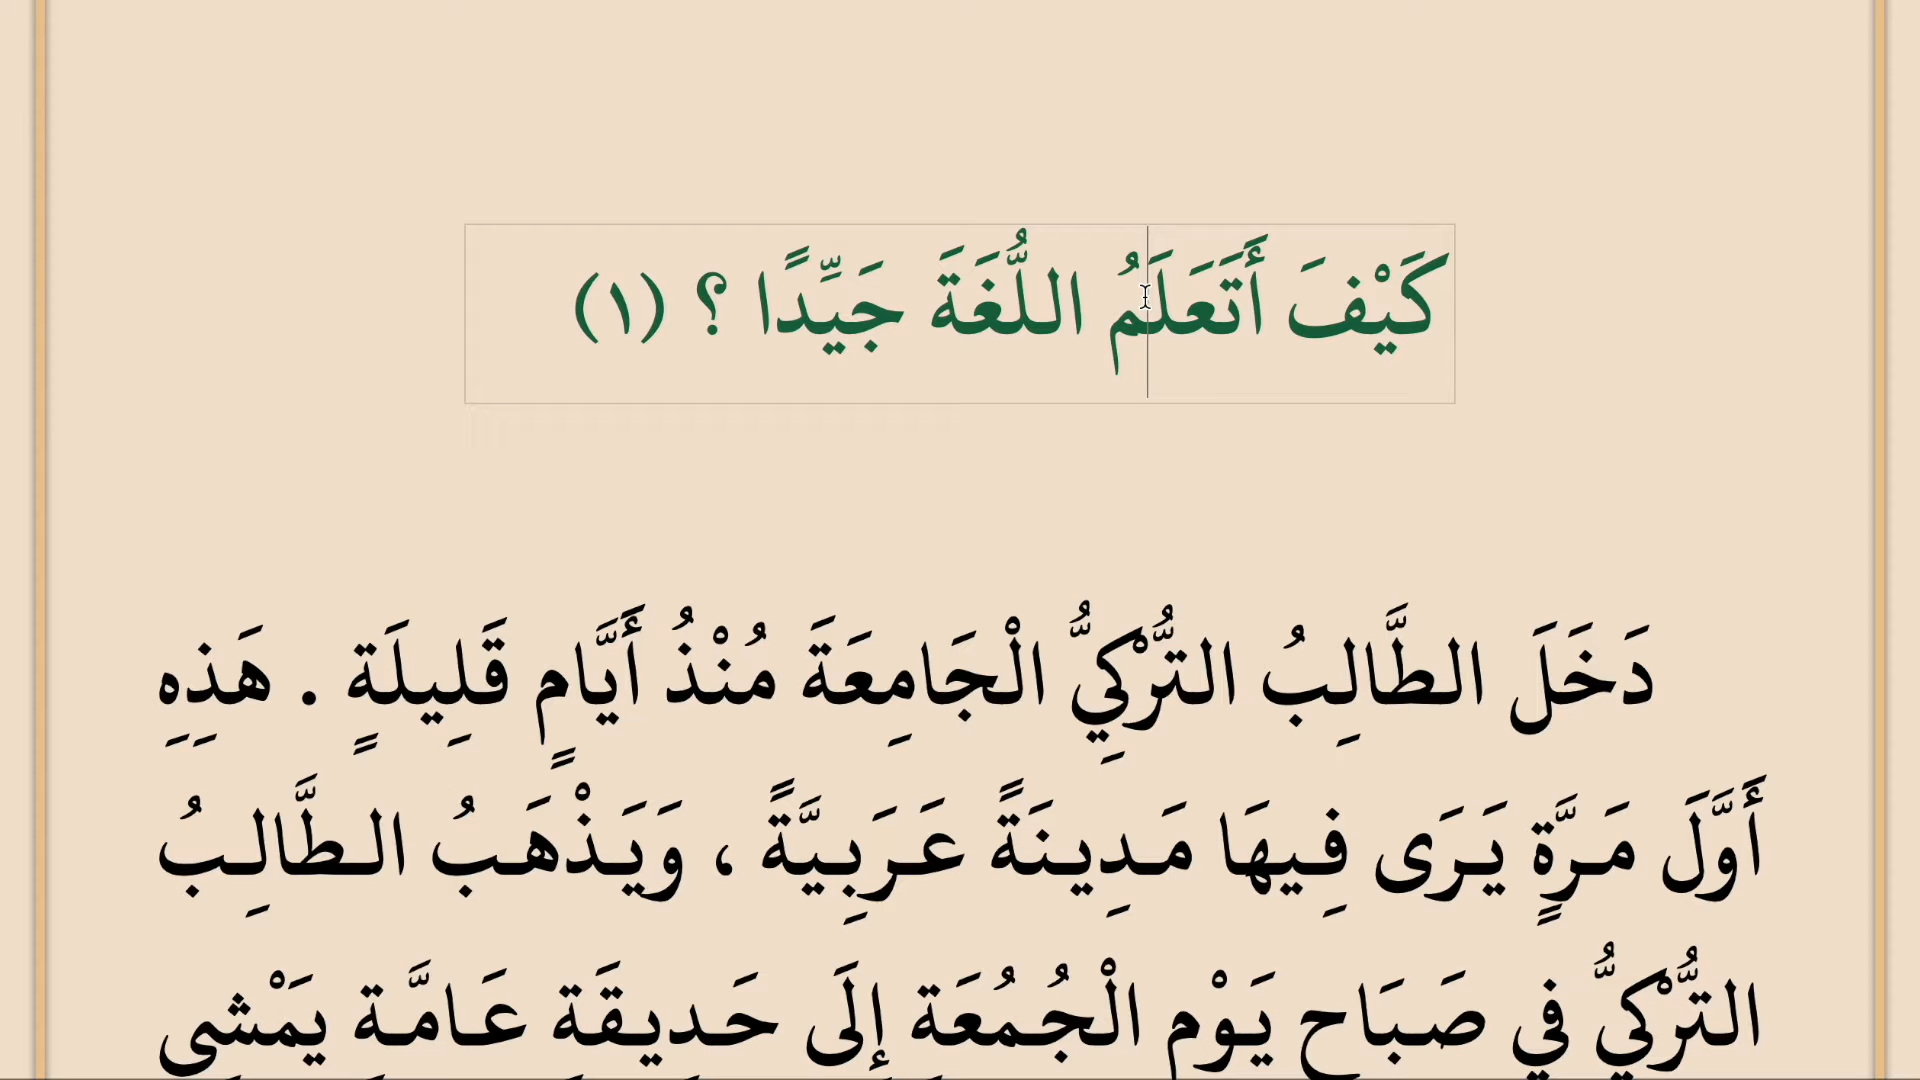 كَيْفَ أَتَعَلَمُ اللُّغَةَ جَيِّدًا ؟ (١)
دَخَلَ الطَّالِبُ التُّرْكِيُّ الْجَامِعَةَ مُنْذُ أَيَّامٍ قَلِيلَةٍ . هَذِهِ
أَوَّلَ مَرَّةٍ يَرَى فِيهَا مَدِينَةً عَرَبِيَّةً ، وَيَذْهَبُ الطَّالِبُ
التُّرْكِيُّ فِي صَبَاحِ يَوْمِ الْجُمُعَةِ إِلَى حَدِيقَةِ عَامَّةِ يَمْشِي